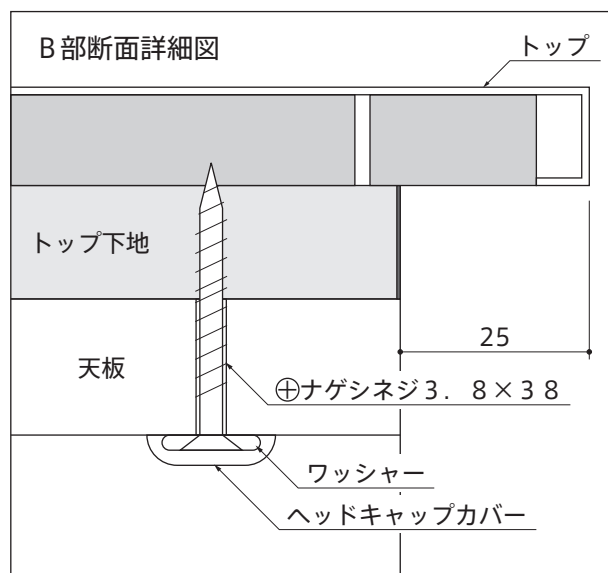 B部断面詳細図
トップ
トップ下地
25
天板
⊕ナゲシネジ3．8×38
ワッシャー
ヘッドキャップカバー